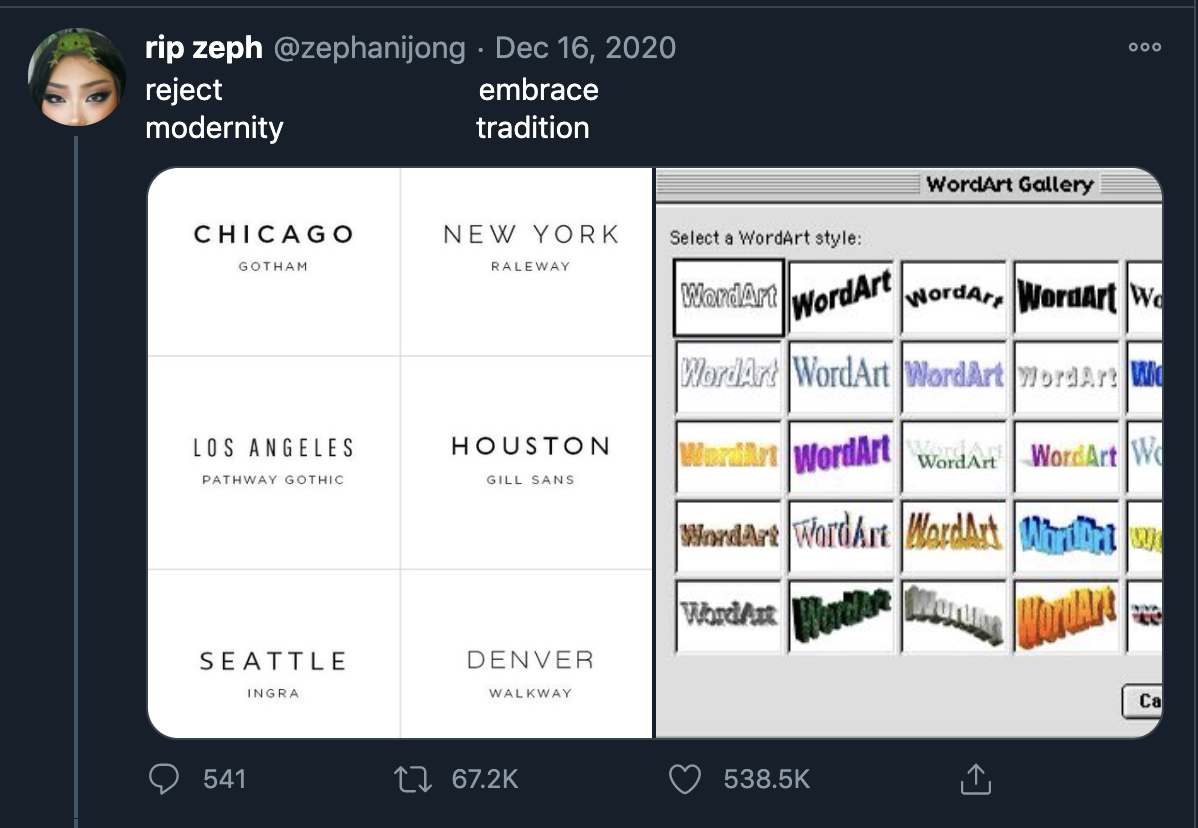 rip zeph @zephanijong · Dec 16, 2020
reject embrace
modernity tradition
CHICAGO
GOTHAM
NEW YORK
RALEWAY
LOS ANGELES
PATHWAY GOTHIC
HOUSTON
GILL SANS
SEATTLE
INGRA
DENVER
WALKWAY
WordArt Gallery
Select a WordArt style:
WordArt WordArt WordArt WordArt Wo
WordArt WordArt WordArt WordArt Wo
WordArt WordArt WordArt WordArt Wo
WordArt WordArt WordArt WordArt Wo
WordArt WordArt WordArt WordArt Wo
Ca
541 67.2K 538.5K